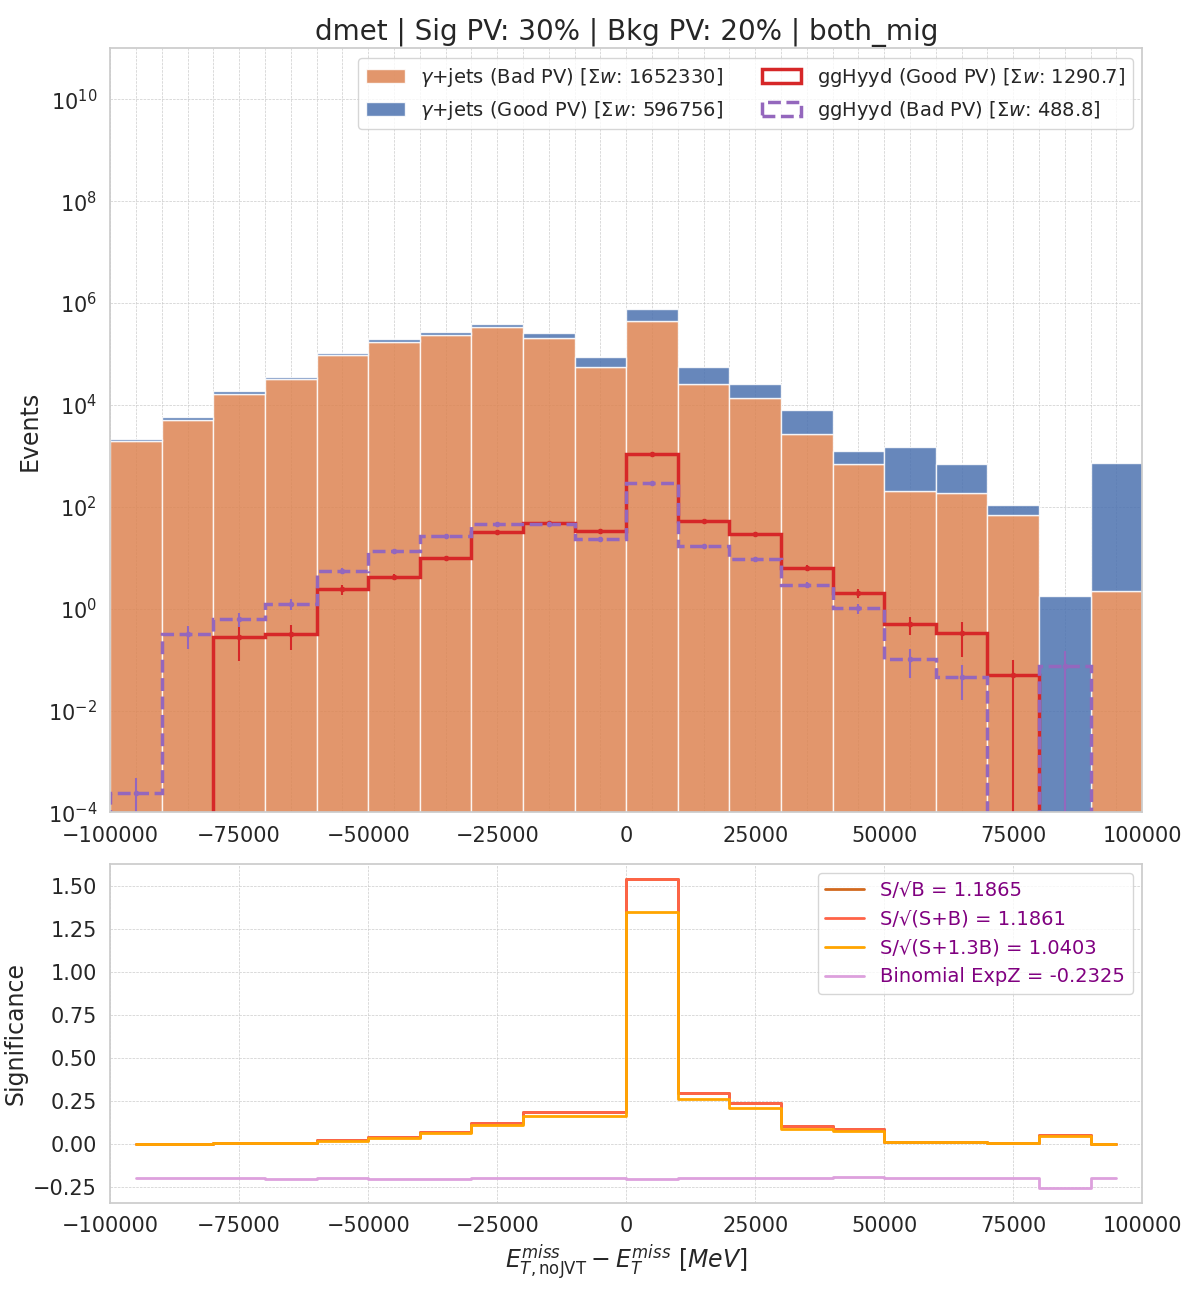 dmet | Sig PV: 30% | Bkg PV: 20% | both_mig
γ+jets (Bad PV) [Σw: 1652330]
γ+jets (Good PV) [Σw: 596756]
ggHyyd (Good PV) [Σw: 1290.7]
ggHyyd (Bad PV) [Σw: 488.8]
Events
10^10
10^8
10^6
10^4
10^2
10^0
10^−2
10^−4
−100000 −75000 −50000 −25000 0 25000 50000 75000 100000
S/√B = 1.1865
S/√(S+B) = 1.1861
S/√(S+1.3B) = 1.0403
Binomial ExpZ = -0.2325
Significance
1.50
1.25
1.00
0.75
0.50
0.25
0.00
−0.25
−100000 −75000 −50000 −25000 0 25000 50000 75000 100000
E_{T,noJVT}^{miss} − E_T^{miss} [MeV]